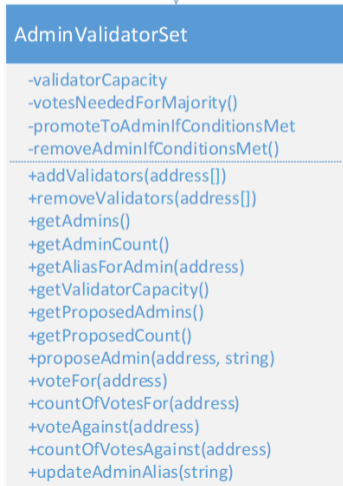 AdminValidatorSet
-validatorCapacity
-votesNeededForMajority()
-promoteToAdminIfConditionsMet
-removeAdminIfConditionsMet()
+addValidators(address[])
+removeValidators(address[])
+getAdmins()
+getAdminCount()
+getAliasForAdmin(address)
+getValidatorCapacity()
+getProposedAdmins()
+getProposedCount()
+proposeAdmin(address, string)
+voteFor(address)
+countOfVotesFor(address)
+voteAgainst(address)
+countOfVotesAgainst(address)
+updateAdminAlias(string)